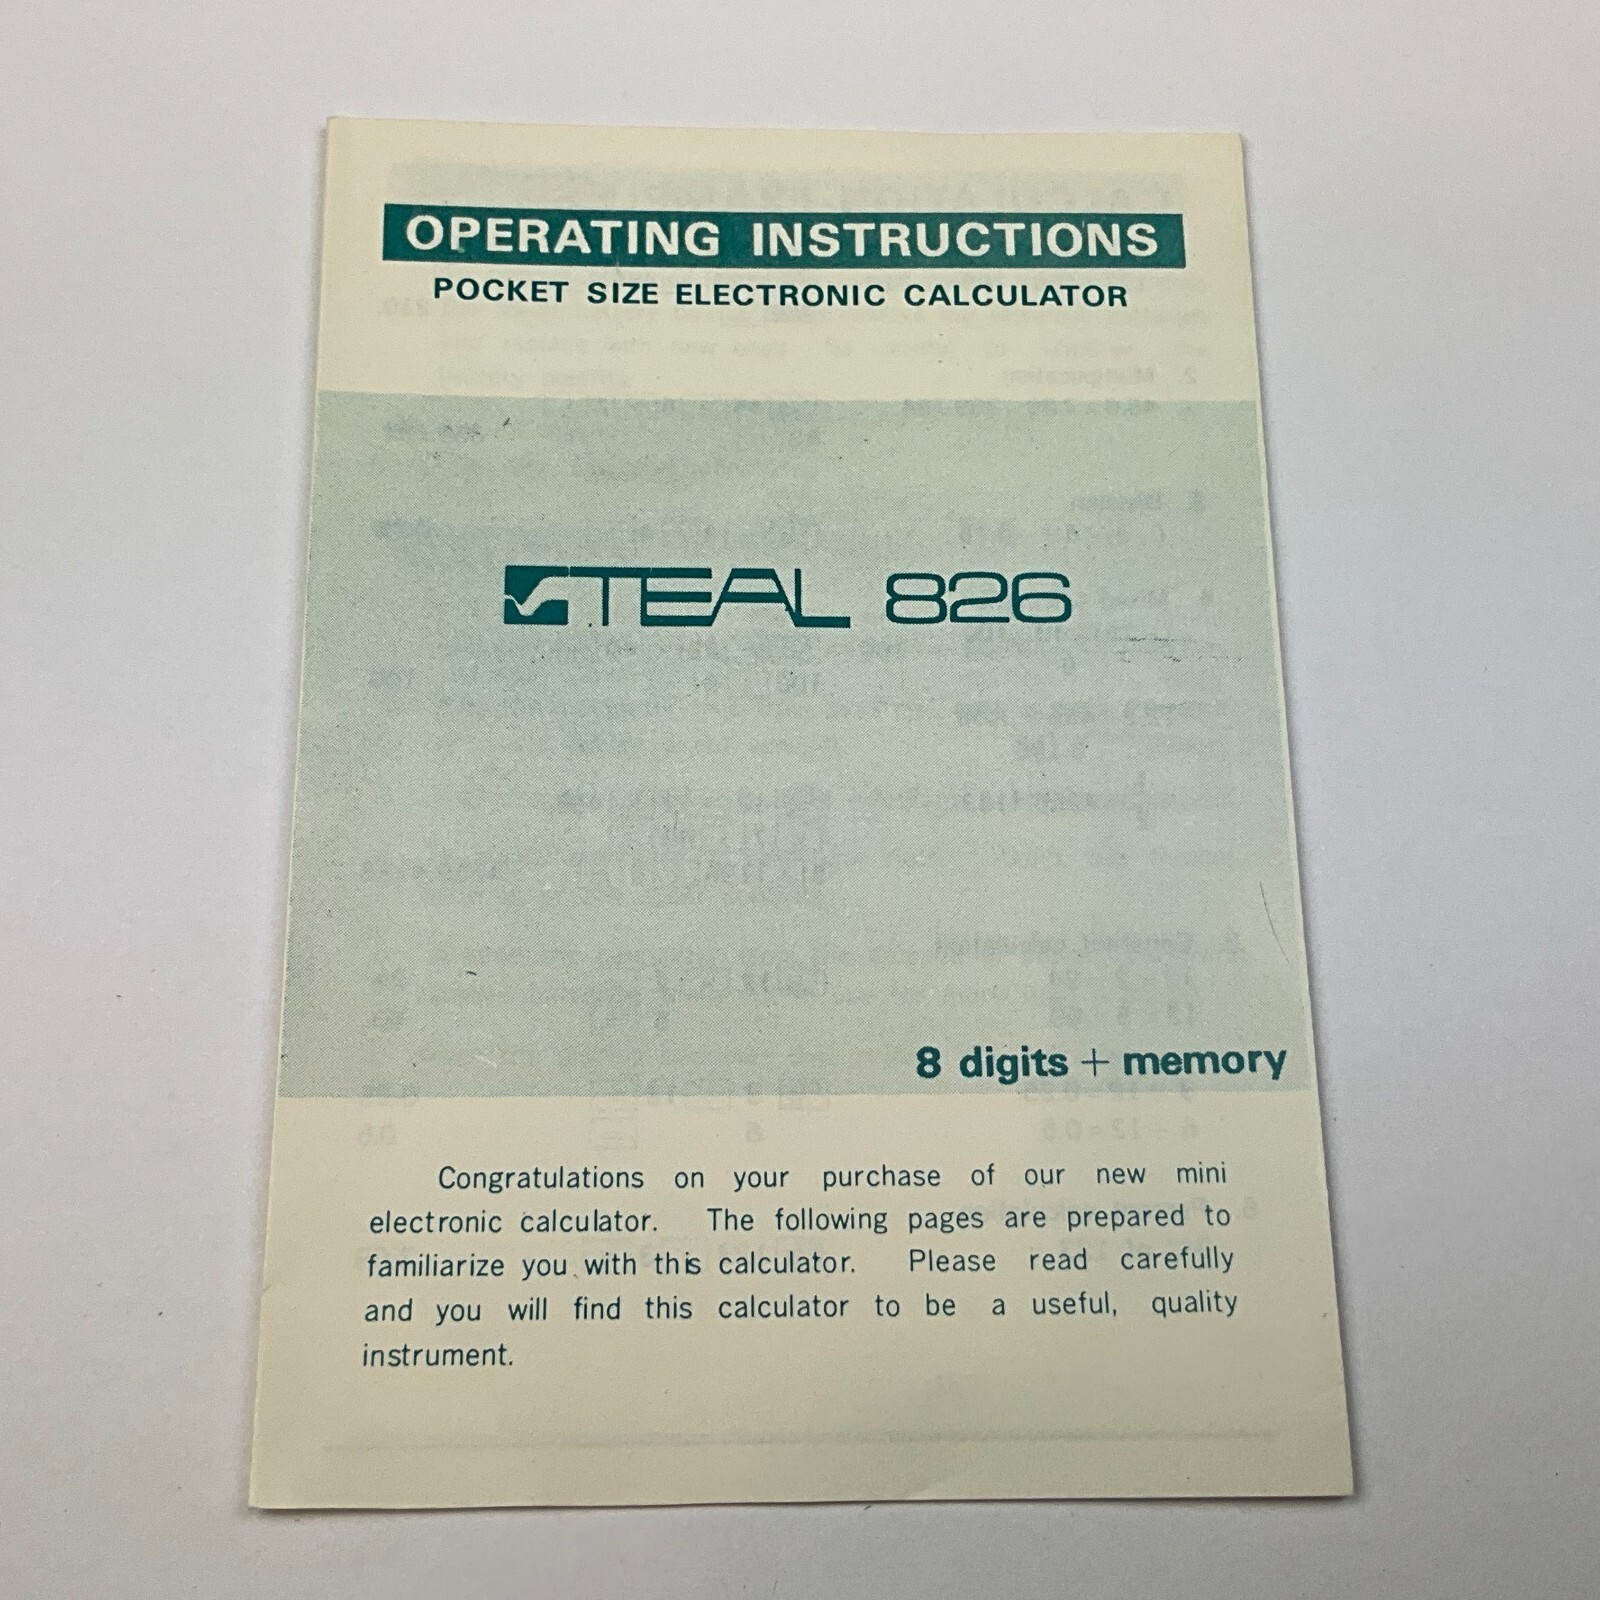 OPERATING INSTRUCTIONS
POCKET SIZE ELECTRONIC CALCULATOR
TEAL 826
8 digits + memory
Congratulations on your purchase of our new mini
electronic calculator. The following pages are prepared to
familiarize you with this calculator. Please read carefully
and you will find this calculator to be a useful, quality
instrument.